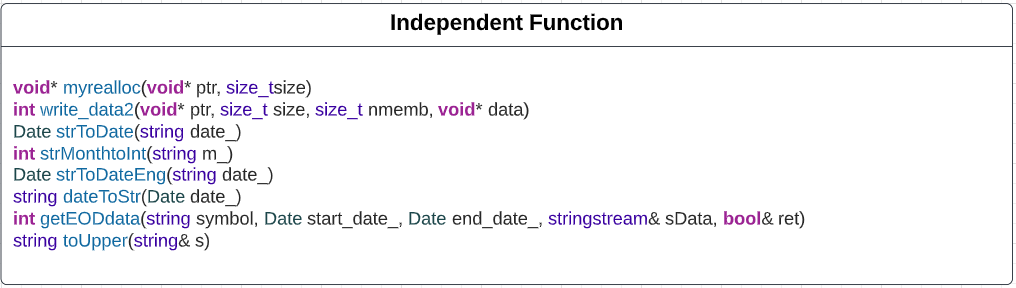 Independent Function
void* myrealloc(void* ptr, size_tsize)
int write_data2(void* ptr, size_t size, size_t nmemb, void* data)
Date strToDate(string date_)
int strMonthtoInt(string m_)
Date strToDateEng(string date_)
string dateToStr(Date date_)
int getEODdata(string symbol, Date start_date_, Date end_date_, stringstream& sData, bool& ret)
string toUpper(string& s)